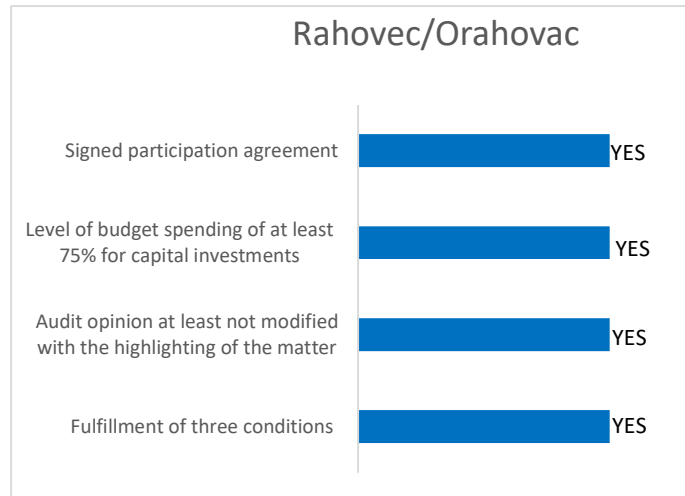 Rahovec/Orahovac
Signed participation agreement
YES
Level of budget spending of at least
75% for capital investments
YES
Audit opinion at least not modified
with the highlighting of the matter
YES
Fulfillment of three conditions
YES